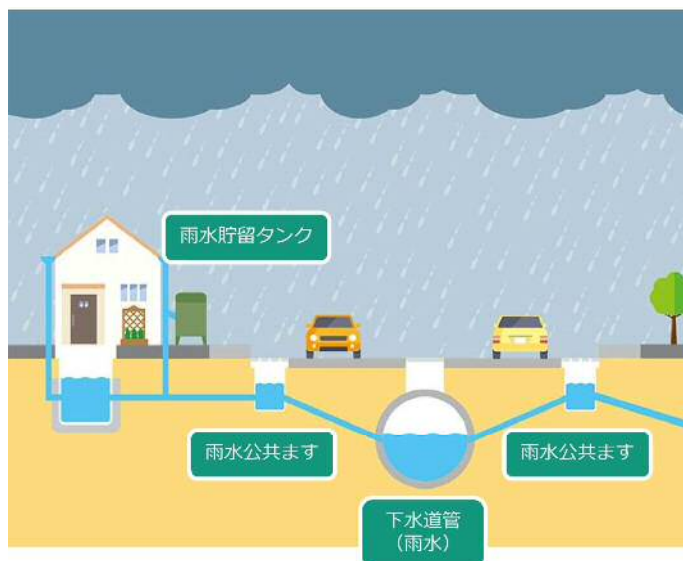 雨水貯留タンク
雨水公共ます
雨水公共ます
下水道管
（雨水）